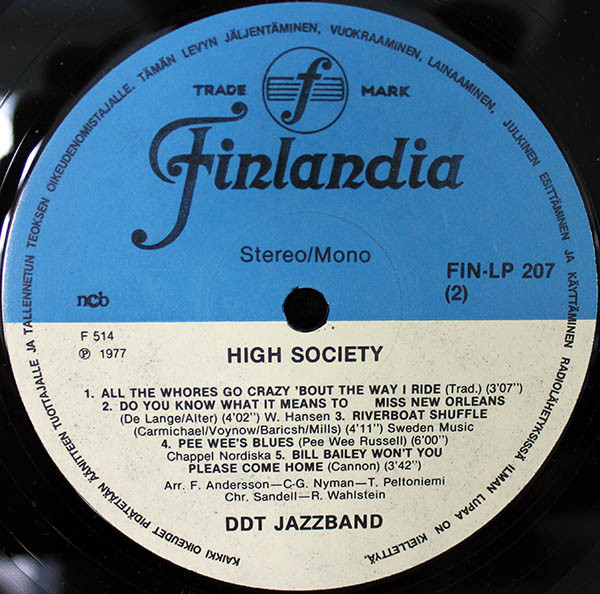 KAIKKI OIKEUDET PIDÄTETÄÄN ÄÄNITTEEN TUOTTAJALLE JA TALLENNETUN TEOKSEN OIKEUDENOMISTAJALLE. TÄMÄN LEVYN JÄLJENTÄMINEN, VUOKRAAMINEN, LAINAAMINEN, JULKINEN ESITTÄMINEN JA KÄYTTÄMINEN RADIOLÄHETYKSISSÄ ILMAN LUPAA ON KIELLETTYÄ.
f
TRADE MARK
Finlandia
Stereo/Mono
FIN-LP 207
(2)
ncb
F 514
Ⓟ 1977
HIGH SOCIETY
1. ALL THE WHORES GO CRAZY 'BOUT THE WAY I RIDE (Trad.) (3'07")
2. DO YOU KNOW WHAT IT MEANS TO MISS NEW ORLEANS
(De Lange/Alter) (4'02") W. Hansen 3. RIVERBOAT SHUFFLE
(Carmichael/Voynow/Baricsh/Mills) (4'11") Sweden Music
4. PEE WEE'S BLUES (Pee Wee Russell) (6'00")
Chappel Nordiska 5. BILL BAILEY WON'T YOU
PLEASE COME HOME (Cannon) (3'42")
Arr. F. Andersson—C-G. Nyman—T. Peltoniemi
Chr. Sandell—R. Wahlstein
DDT JAZZBAND